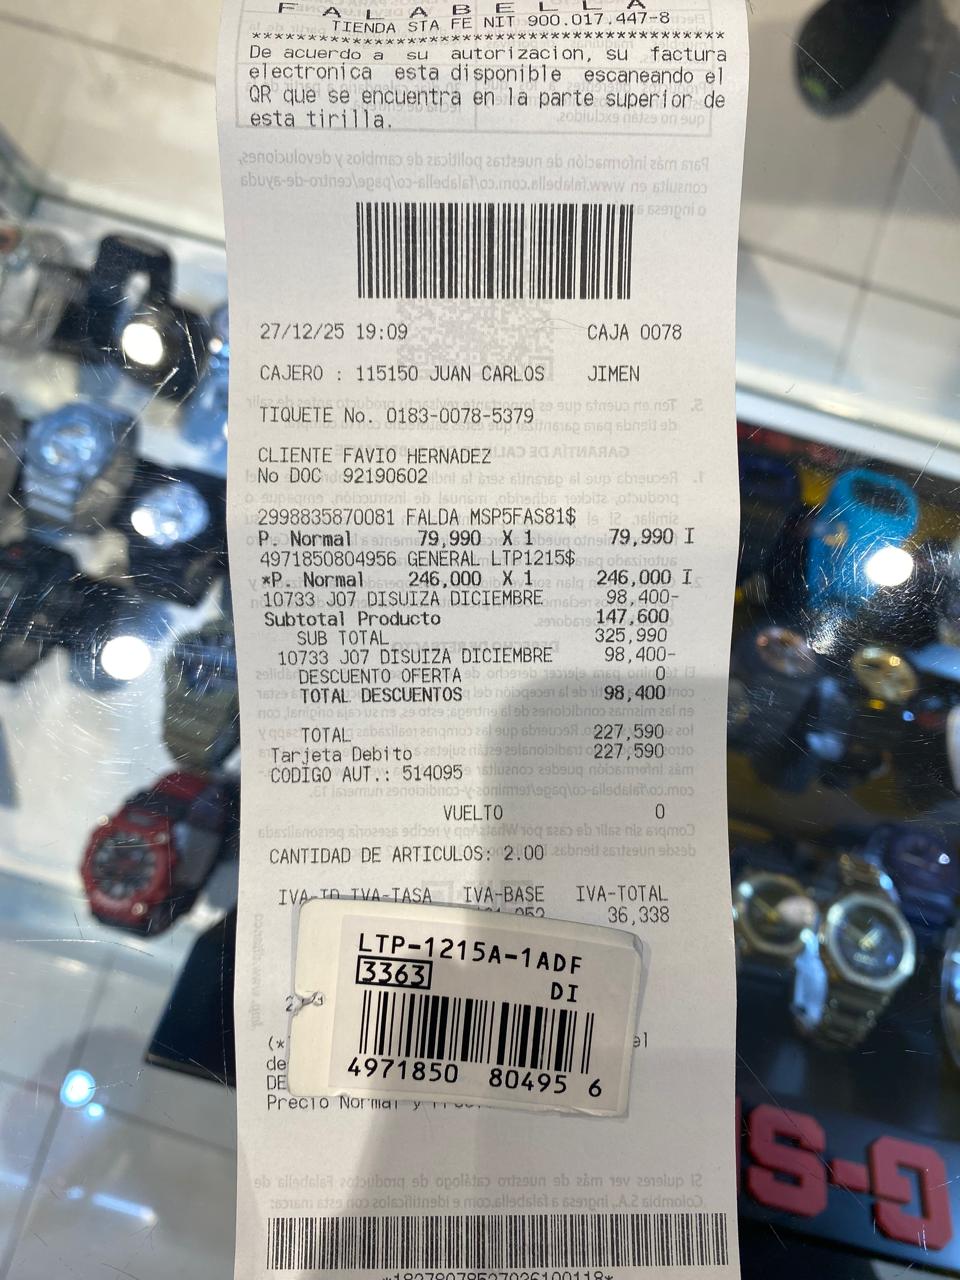 F A L A B E L L A
TIENDA STA FE NIT 900.017.447-8
**********************************************
De acuerdo a su autorizacion, su factura
electronica esta disponible escaneando el
QR que se encuentra en la parte superior de
esta tirilla.
27/12/25 19:09 CAJA 0078
CAJERO : 115150 JUAN CARLOS JIMEN
TIQUETE No. 0183-0078-5379
CLIENTE FAVIO HERNADEZ
No DOC 92190602
2998835870081 FALDA MSP5FAS81$
P. Normal 79,990 X 1 79,990 I
4971850804956 GENERAL LTP1215$
*P. Normal 246,000 X 1 246,000 I
10733 J07 DISUIZA DICIEMBRE 98,400-
Subtotal Producto 147,600
SUB TOTAL 325,990
10733 J07 DISUIZA DICIEMBRE 98,400-
DESCUENTO OFERTA 0
TOTAL DESCUENTOS 98,400
TOTAL 227,590
Tarjeta Debito 227,590
CODIGO AUT.: 514095
VUELTO 0
CANTIDAD DE ARTICULOS: 2.00
IVA-ID IVA-TASA IVA-BASE IVA-TOTAL
36,338
LTP-1215A-1ADF
3363
DI
4971850 80495 6
(*
de
DE
Precio Normal y
G-S